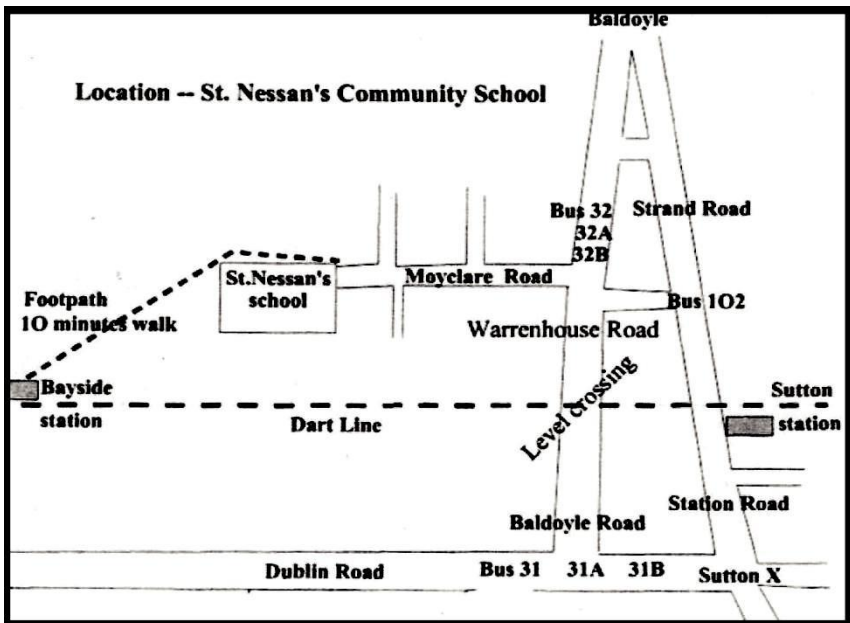 Baldoyle
Location -- St. Nessan's Community School
Bus 32
Strand Road
32A
32B
St.Nessan's
school
Moyclare Road
Footpath
1O minutes walk
Bus 1O2
Warrenhouse Road
Bayside
station
Sutton
station
Dart Line
Level crossing
Station Road
Baldoyle Road
Dublin Road
Bus 31 31A 31B
Sutton X